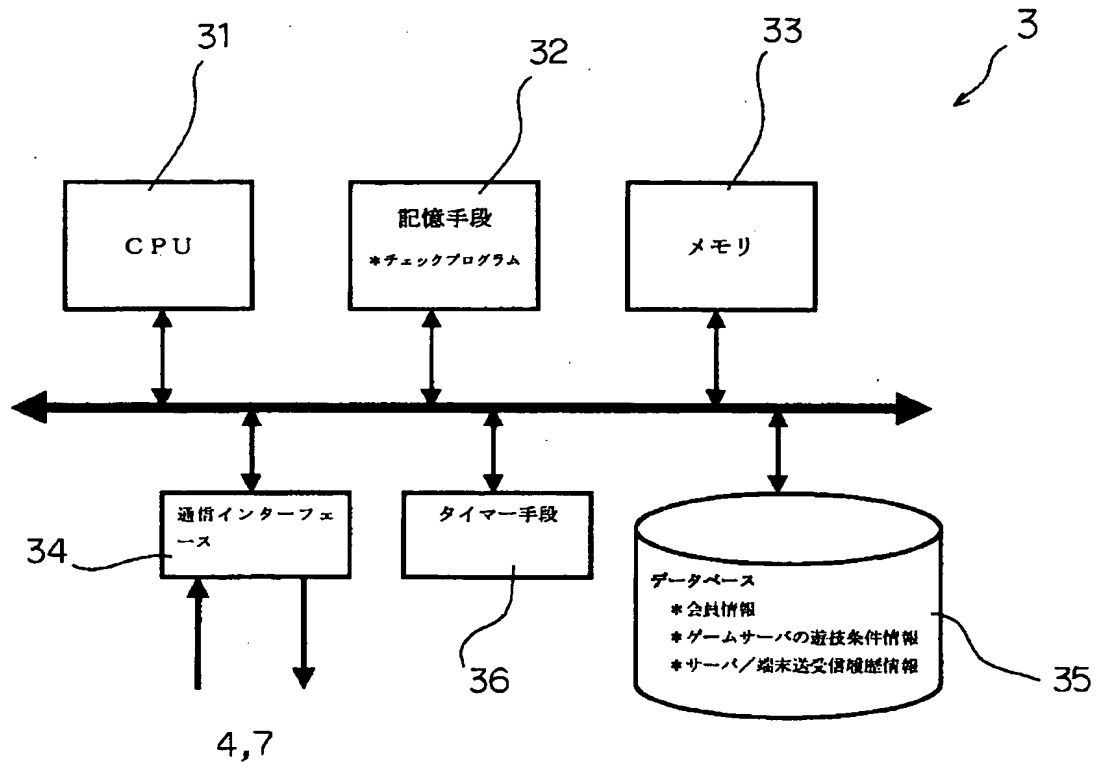 31
32
33
3
CPU
記憶手段
*チェックプログラム
メモリ
通信インターフェ
ース
34
タイマー手段
36
データベース
*会員情報
*ゲームサーバの遊技条件情報
*サーバ/端末送受信履歴情報
35
4,7